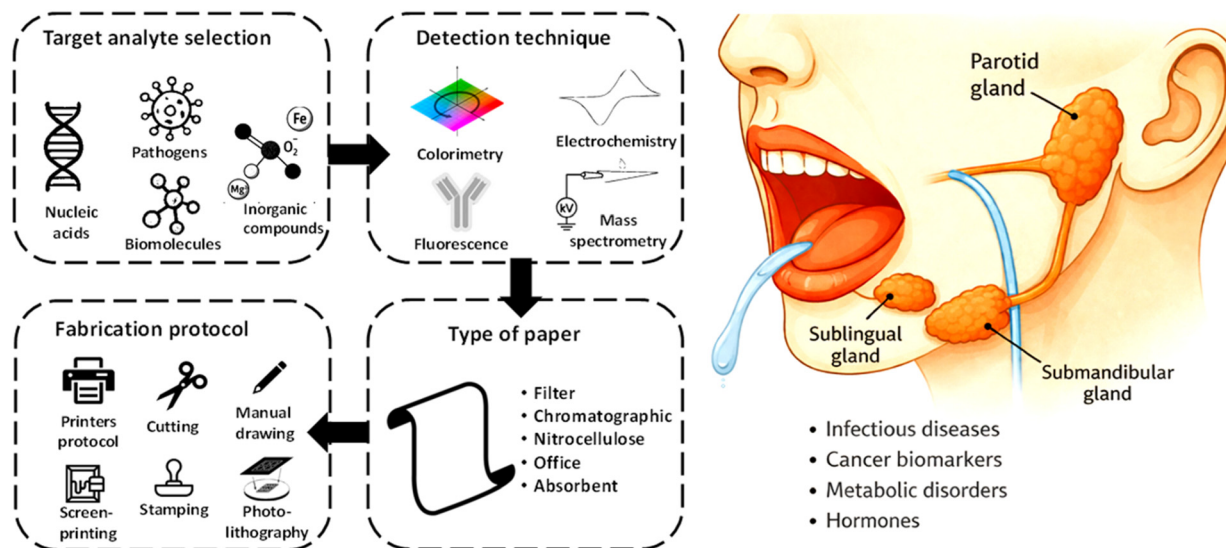 Target analyte selection
Nucleic
acids
Pathogens
Biomolecules
Fe
O₂⁻
Mg⁺
Inorganic
compounds
Detection technique
Colorimetry
Electrochemistry
Fluorescence
kV
Mass
spectrometry
Type of paper
• Filter
• Chromatographic
• Nitrocellulose
• Office
• Absorbent
Fabrication protocol
Printers
protocol
Cutting
Manual
drawing
Screen-
printing
Stamping
Photo-
lithography
Parotid
gland
Sublingual
gland
Submandibular
gland
• Infectious diseases
• Cancer biomarkers
• Metabolic disorders
• Hormones